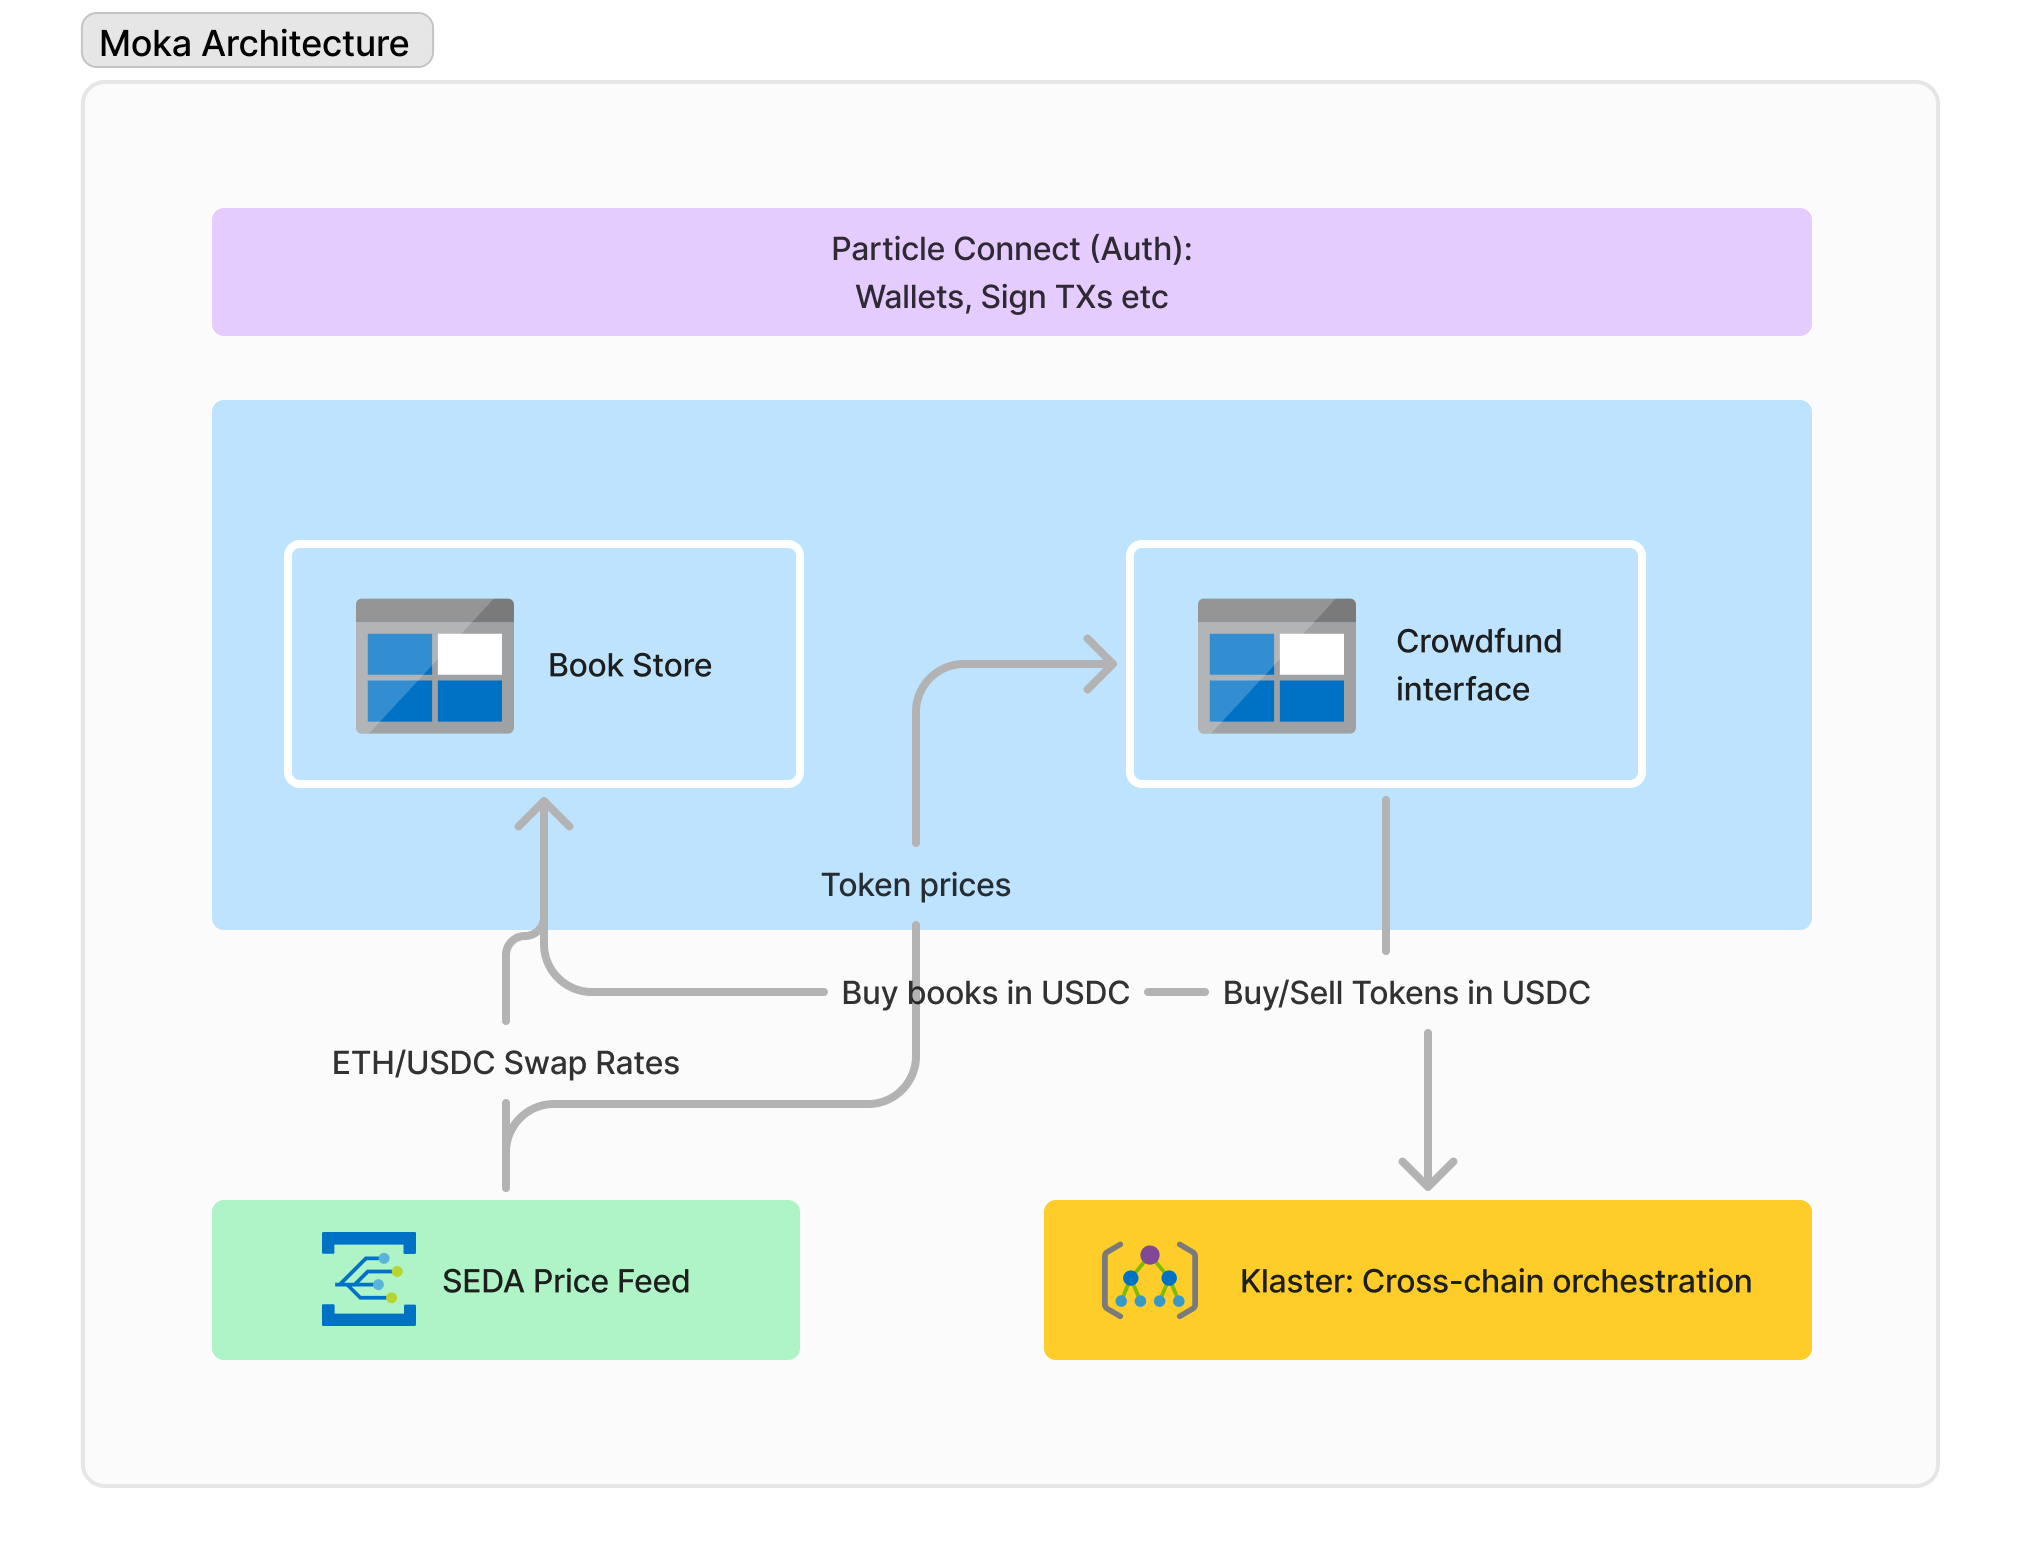 Moka Architecture
Particle Connect (Auth):
Wallets, Sign TXs etc
Book Store
Crowdfund
interface
Token prices
Buy books in USDC
Buy/Sell Tokens in USDC
ETH/USDC Swap Rates
SEDA Price Feed
Klaster: Cross-chain orchestration